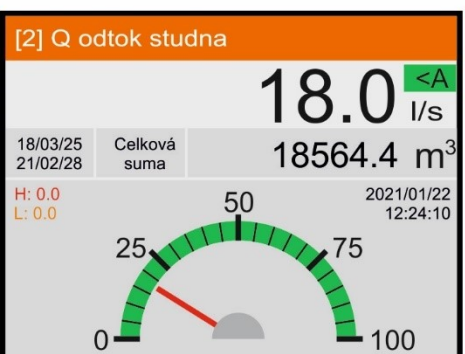 [2] Q odtok studna
18.0
<A
l/s
18/03/25
21/02/28
Celková
suma
18564.4 m³
H: 0.0
L: 0.0
2021/01/22
12:24:10
0
25
50
75
100